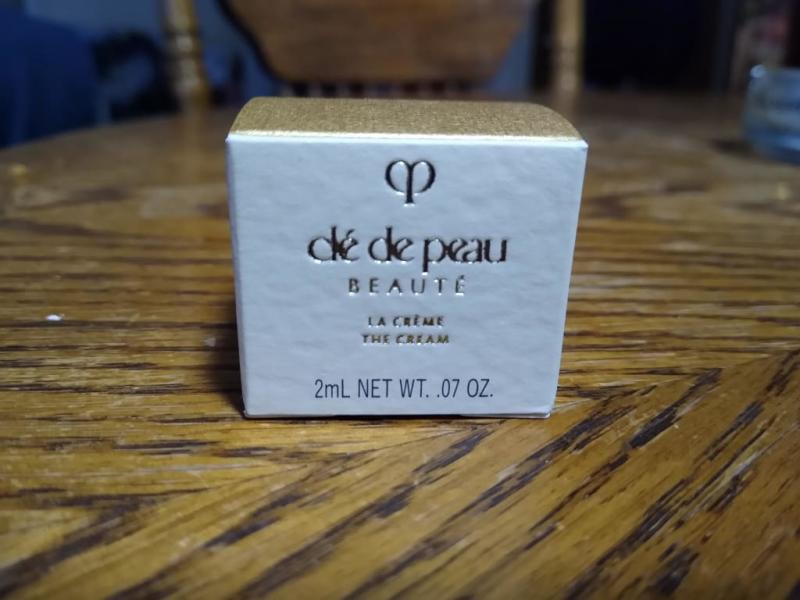 clé de peau
BEAUTÉ
LA CRÈME
THE CREAM
2mL NET WT. .07 OZ.